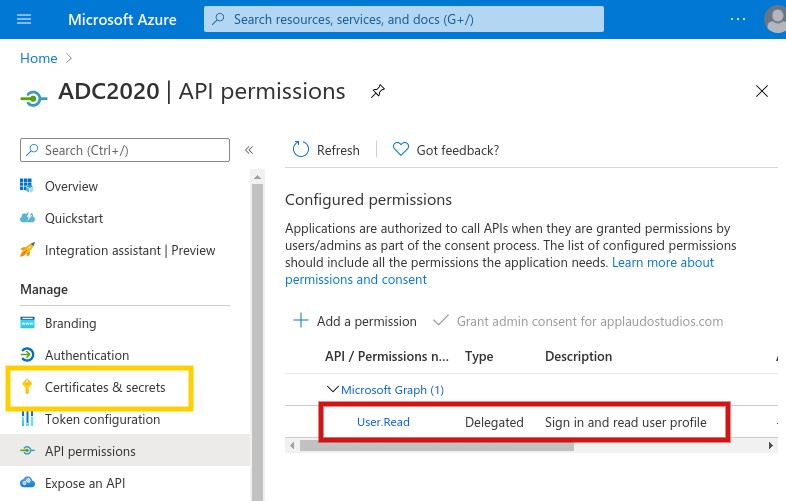 Microsoft Azure
Search resources, services, and docs (G+/)
Home
ADC2020 | API permissions
Search (Ctrl+/)
Refresh
Got feedback?
Overview
Quickstart
Integration assistant | Preview
Manage
Branding
Authentication
Certificates & secrets
Token configuration
API permissions
Expose an API
Configured permissions
Applications are authorized to call APIs when they are granted permissions by
users/admins as part of the consent process. The list of configured permissions
should include all the permissions the application needs. Learn more about
permissions and consent
Add a permission
Grant admin consent for applaudostudios.com
API / Permissions n... Type Description
Microsoft Graph (1)
User.Read Delegated Sign in and read user profile